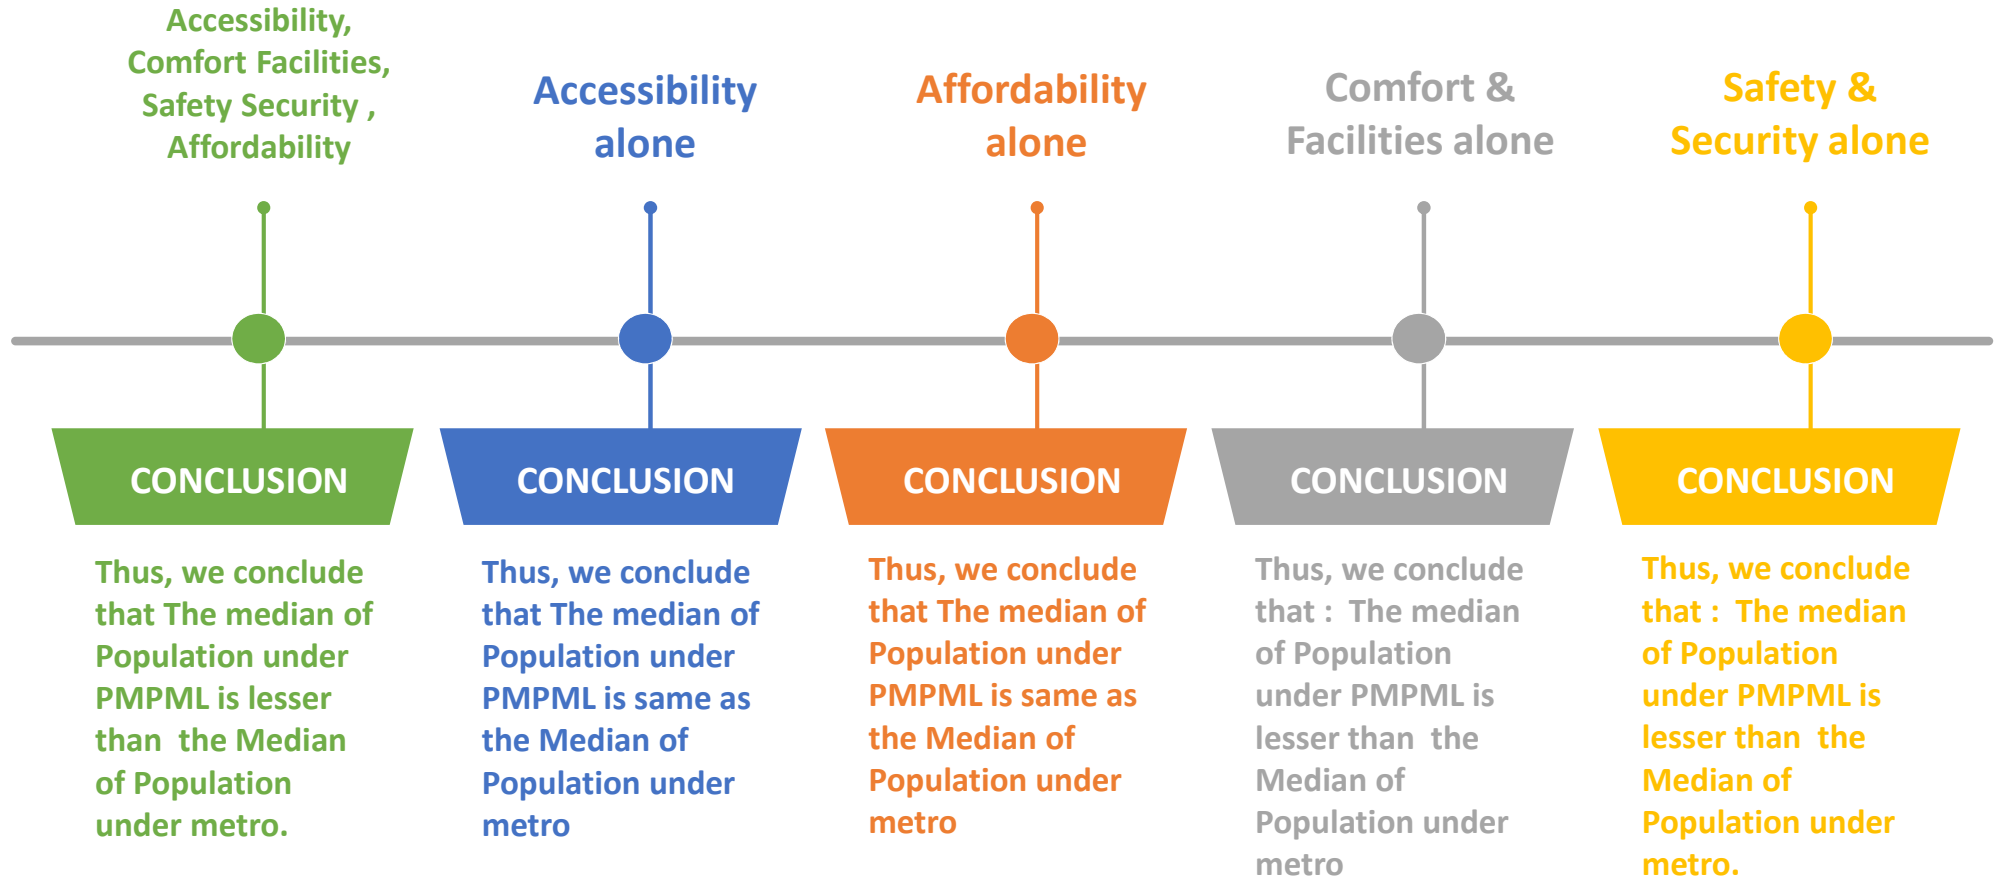 Accessibility,
Comfort Facilities,
Safety Security ,
Affordability
Accessibility
alone
Affordability
alone
Comfort &
Facilities alone
Safety &
Security alone
CONCLUSION
Thus, we conclude
that The median of
Population under
PMPML is lesser
than  the Median
of Population
under metro.
CONCLUSION
Thus, we conclude
that The median of
Population under
PMPML is same as
the Median of
Population under
metro
CONCLUSION
Thus, we conclude
that The median of
Population under
PMPML is same as
the Median of
Population under
metro
CONCLUSION
Thus, we conclude
that :  The median
of Population
under PMPML is
lesser than  the
Median of
Population under
metro
CONCLUSION
Thus, we conclude
that :  The median
of Population
under PMPML is
lesser than  the
Median of
Population under
metro.